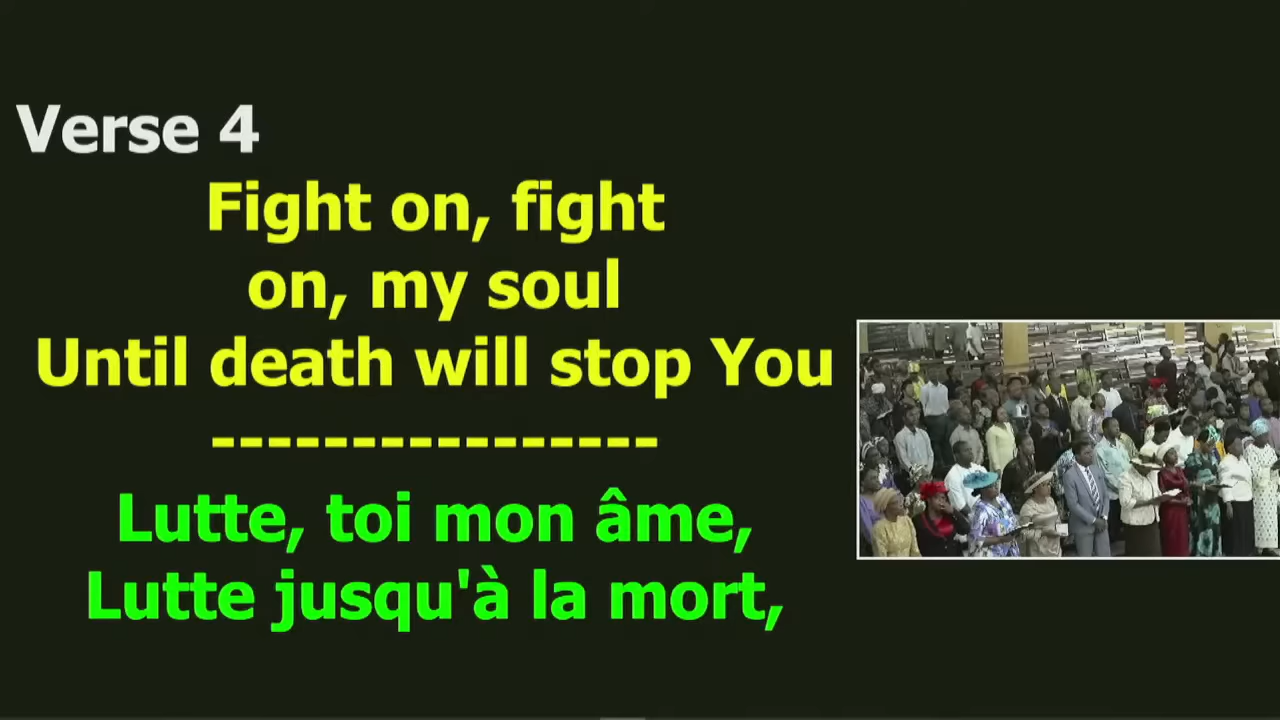 Verse 4
Fight on, fight
on, my soul
Until death will stop You
----------------
Lutte, toi mon âme,
Lutte jusqu'à la mort,